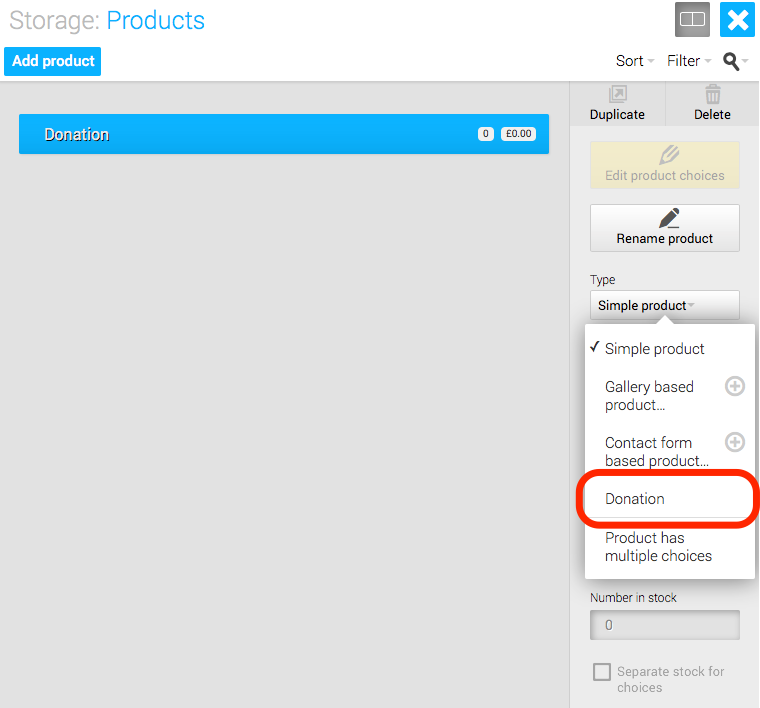 Storage: Products
Add product
Sort
Filter
Duplicate
Delete
Donation
0
£0.00
Edit product choices
Rename product
Type
Simple product
Simple product
Gallery based
product...
Contact form
based product...
Donation
Product has
multiple choices
Number in stock
0
Separate stock for
choices